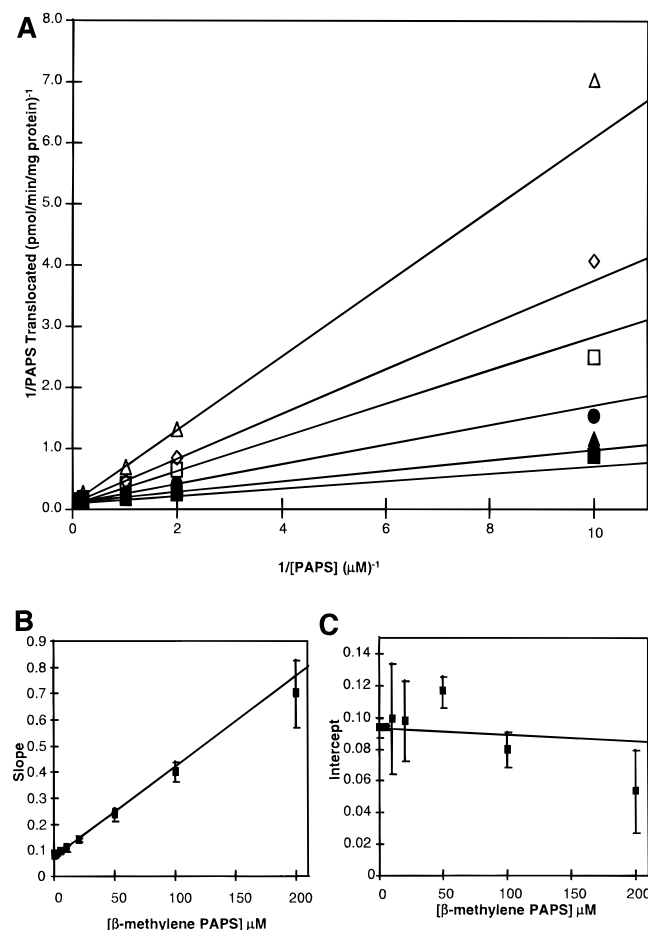 A
8.0
7.0
6.0
5.0
4.0
3.0
2.0
1.0
0.0
1/PAPS Translocated (pmol/min/mg protein)⁻¹
0 2 4 6 8 10
1/[PAPS] (μM)⁻¹
B
0.9
0.8
0.7
0.6
0.5
0.4
0.3
0.2
0.1
0
Slope
0 50 100 150 200
[β-methylene PAPS] μM
C
0.14
0.12
0.10
0.08
0.06
0.04
0.02
0
Intercept
0 50 100 150 200
[β-methylene PAPS] μM